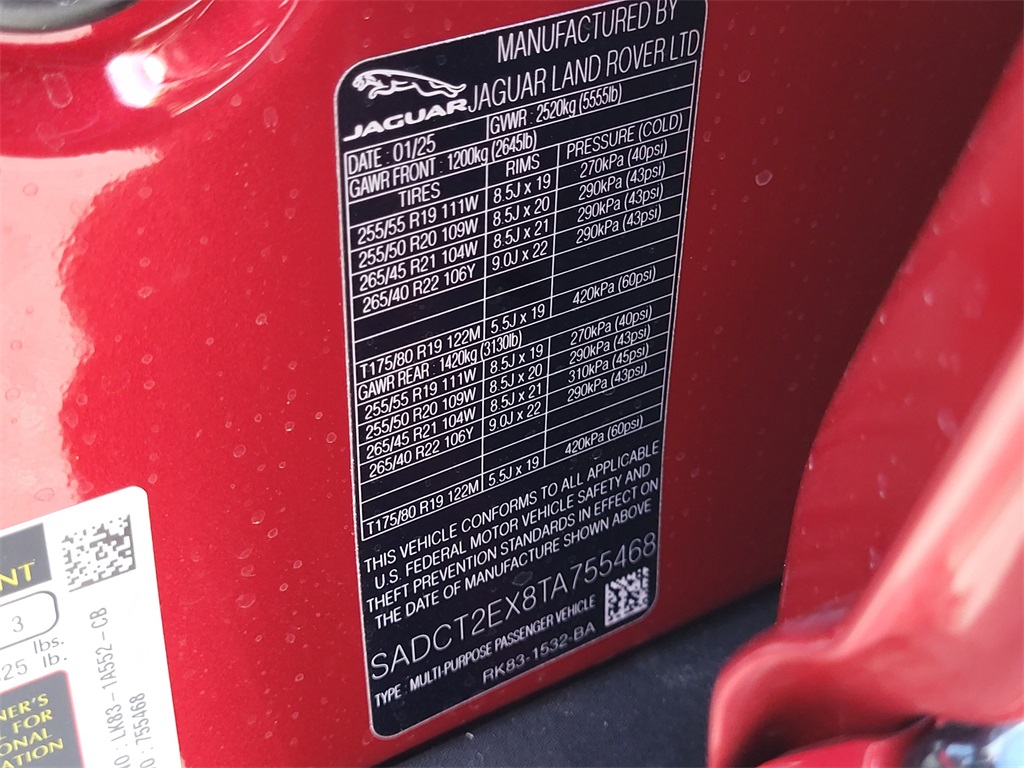 MANUFACTURED BY
JAGUAR JAGUAR LAND ROVER LTD
DATE : 01/25 GVWR : 2520kg (5555lb)
GAWR FRONT : 1200kg (2645lb)
TIRES RIMS PRESSURE (COLD)
255/55 R19 111W 8.5J x 19 270kPa (40psi)
255/50 R20 109W 8.5J x 20 290kPa (43psi)
265/45 R21 104W 8.5J x 21 290kPa (43psi)
265/40 R22 106Y 9.0J x 22 290kPa (43psi)
T175/80 R19 122M 5.5J x 19 420kPa (60psi)
GAWR REAR : 1420kg (3130lb)
255/55 R19 111W 8.5J x 19 270kPa (40psi)
255/50 R20 109W 8.5J x 20 290kPa (43psi)
265/45 R21 104W 8.5J x 21 310kPa (45psi)
265/40 R22 106Y 9.0J x 22 290kPa (43psi)
T175/80 R19 122M 5.5J x 19 420kPa (60psi)
THIS VEHICLE CONFORMS TO ALL APPLICABLE
U.S. FEDERAL MOTOR VEHICLE SAFETY AND
THEFT PREVENTION STANDARDS IN EFFECT ON
THE DATE OF MANUFACTURE SHOWN ABOVE
SADCT2EX8TA755468
TYPE : MULTI-PURPOSE PASSENGER VEHICLE
RK83-1532-BA
3
lbs.
lb.
FOR
: LK83-1A552-CB
: 755468